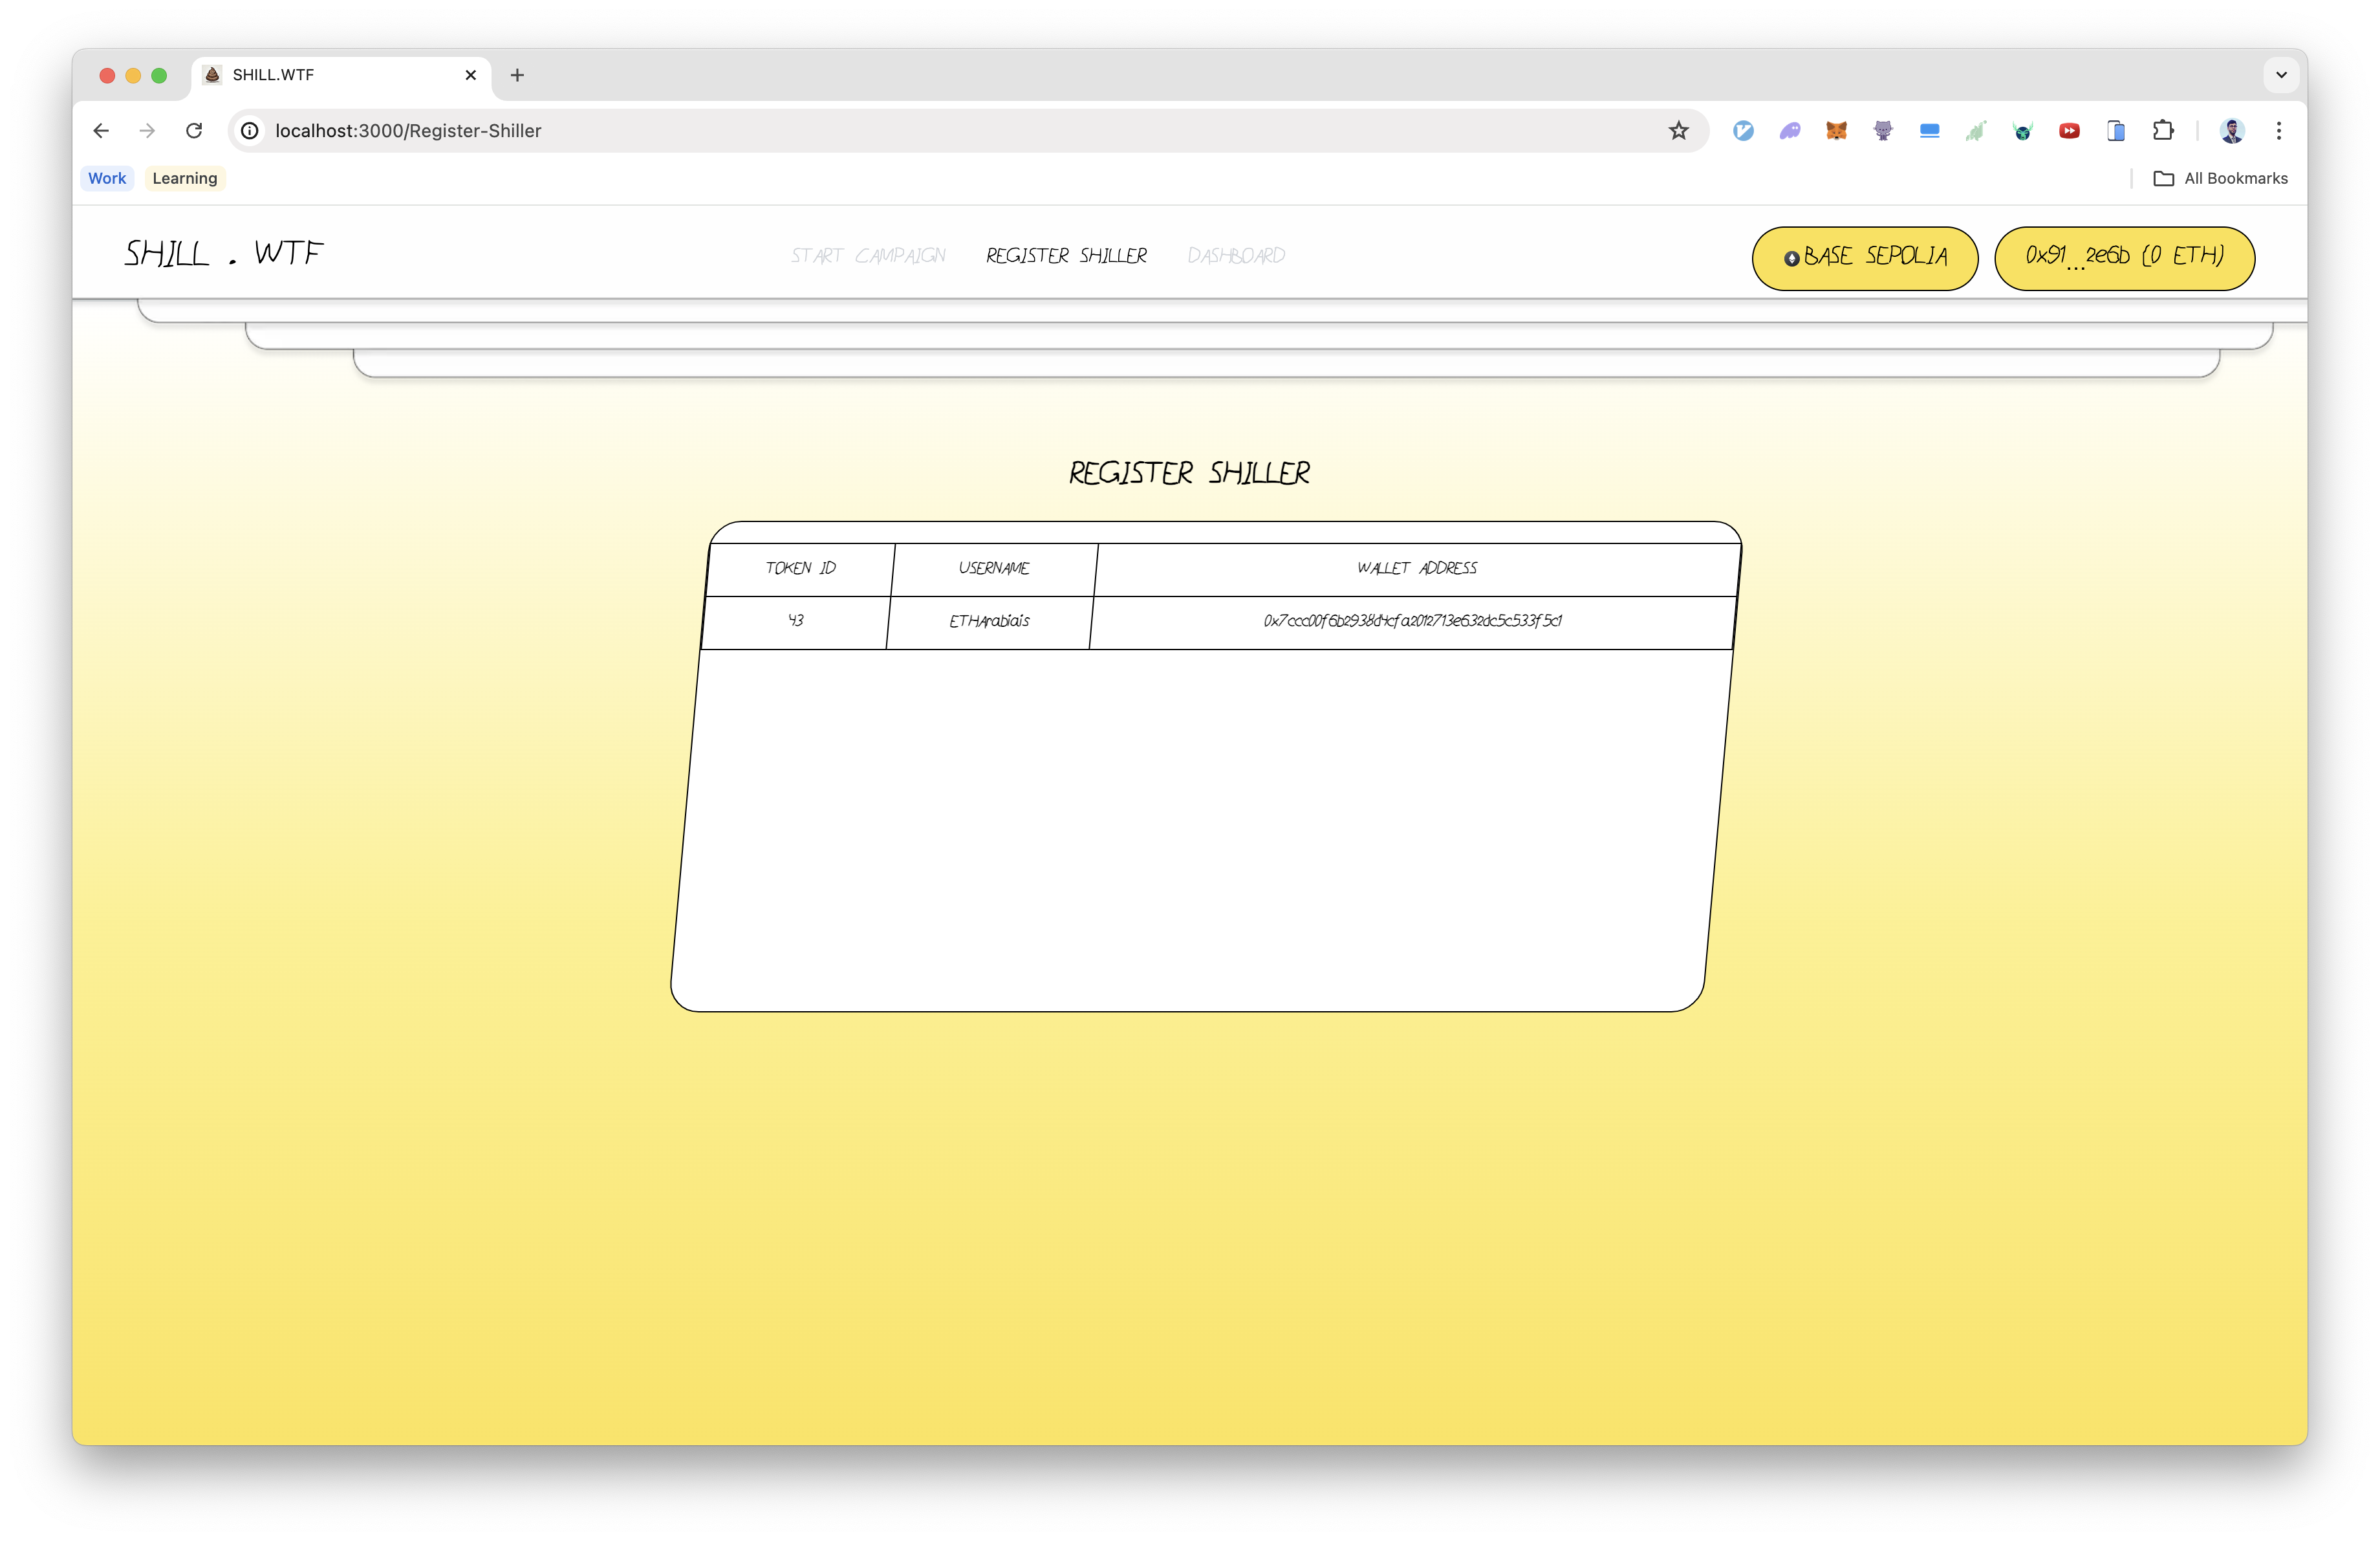 SHILL.WTF
localhost:3000/Register-Shiller
Work Learning All Bookmarks
SHILL . WTF START CAMPAIGN REGISTER SHILLER DASHBOARD BASE SEPOLIA 0x91...2e6b (0 ETH)
REGISTER SHILLER
TOKEN ID USERNAME WALLET ADDRESS
43 ETHArabiais 0x7ccc00f6b2938d4cfa2012713e632dc5c533f5c1